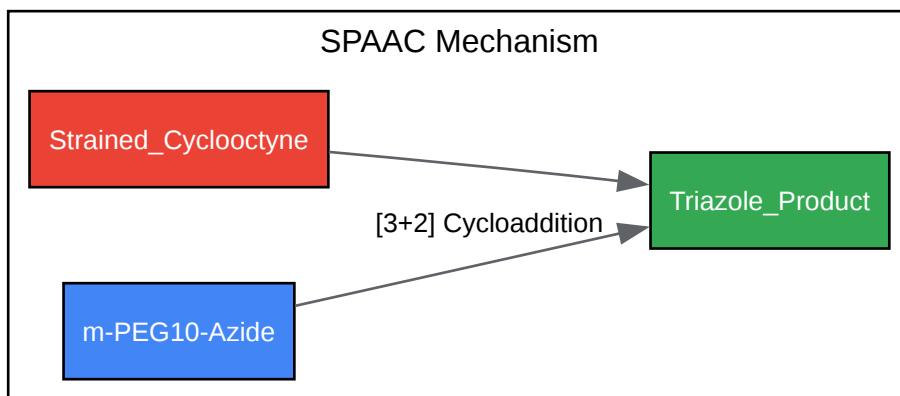 SPAAC Mechanism
Strained_Cyclooctyne
Triazole_Product
[3+2] Cycloaddition
m-PEG10-Azide